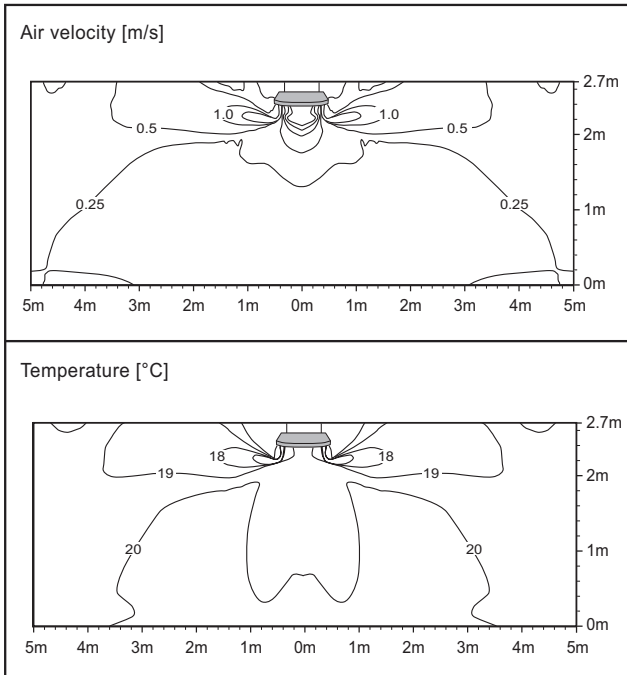 Air velocity [m/s]
2.7m
1.0 1.0
0.5 0.5
2m
0.25 0.25
1m
0m
5m 4m 3m 2m 1m 0m 1m 2m 3m 4m 5m
Temperature [°C]
2.7m
18 18
19 19
2m
20 20
1m
0m
5m 4m 3m 2m 1m 0m 1m 2m 3m 4m 5m